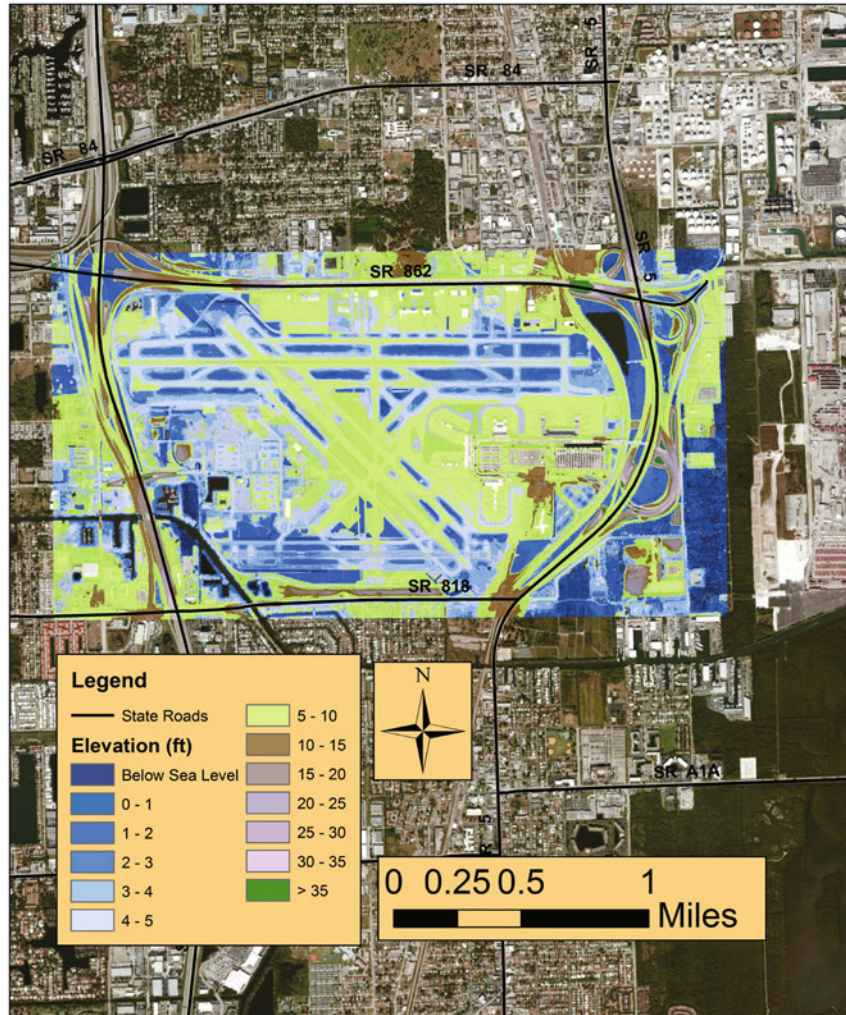 SR 5
SR 84
SR 84
SR 5
SR 862
SR 818
Legend
State Roads
Elevation (ft)
Below Sea Level
0 - 1
1 - 2
2 - 3
3 - 4
4 - 5
5 - 10
10 - 15
15 - 20
20 - 25
25 - 30
30 - 35
> 35
N
SR A1A
SR 5
0 0.25 0.5 1
Miles